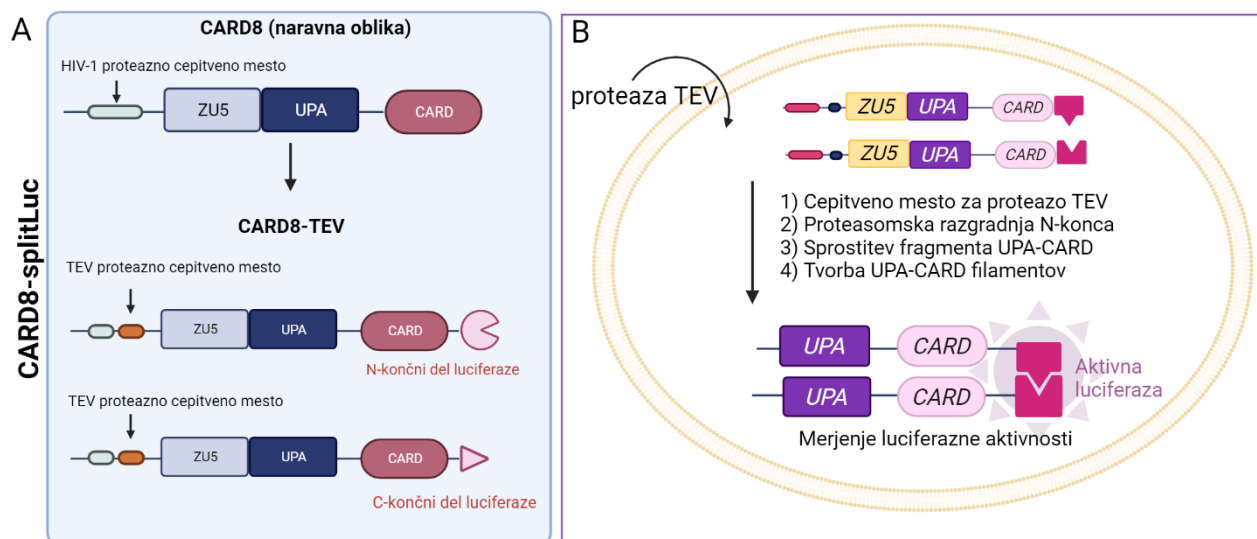 A
CARD8-splitLuc
CARD8 (naravna oblika)
HIV-1 proteazno cepitveno mesto
ZU5 UPA CARD
CARD8-TEV
TEV proteazno cepitveno mesto
ZU5 UPA CARD
N-končni del luciferaze
TEV proteazno cepitveno mesto
ZU5 UPA CARD
C-končni del luciferaze
B
proteaza TEV
ZU5 UPA CARD
ZU5 UPA CARD
1) Cepitveno mesto za proteazo TEV
2) Proteasomska razgradnja N-konca
3) Sprostitev fragmenta UPA-CARD
4) Tvorba UPA-CARD filamentov
UPA CARD
UPA CARD
Aktivna
luciferaza
Merjenje luciferazne aktivnosti